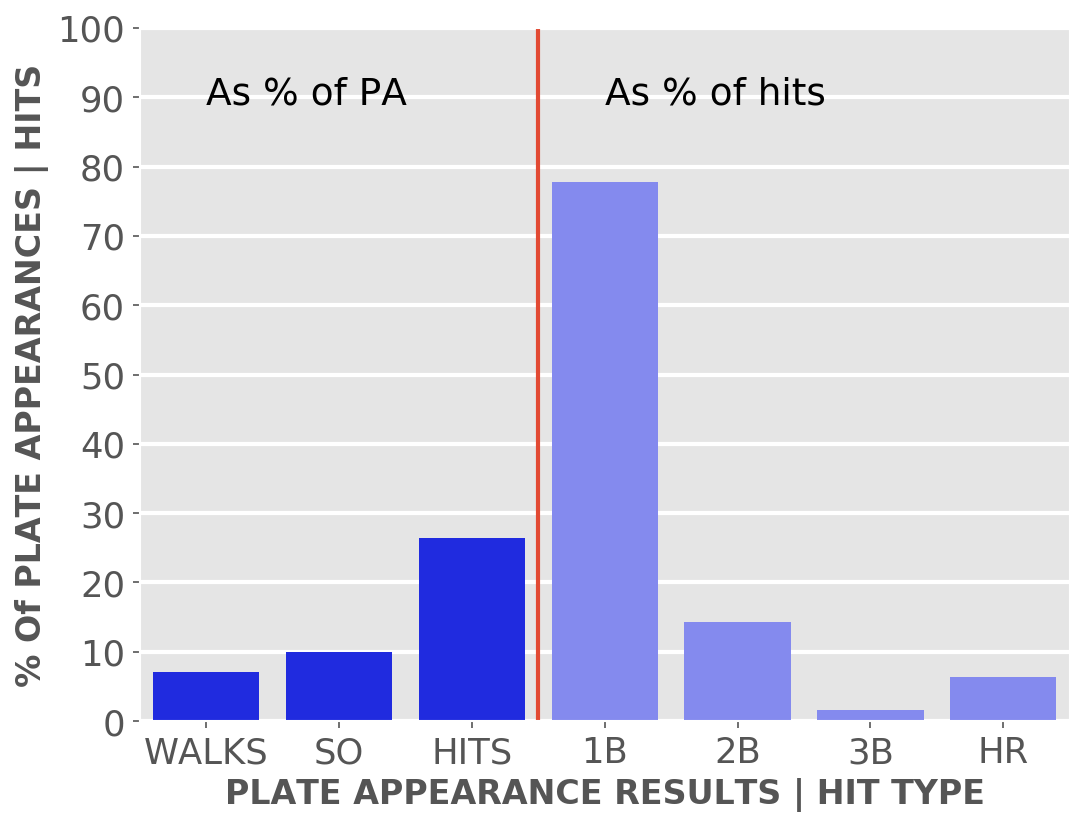 % Of PLATE APPEARANCES | HITS
100
90
80
70
60
50
40
30
20
10
0
As % of PA
As % of hits
WALKS SO HITS 1B 2B 3B HR
PLATE APPEARANCE RESULTS | HIT TYPE